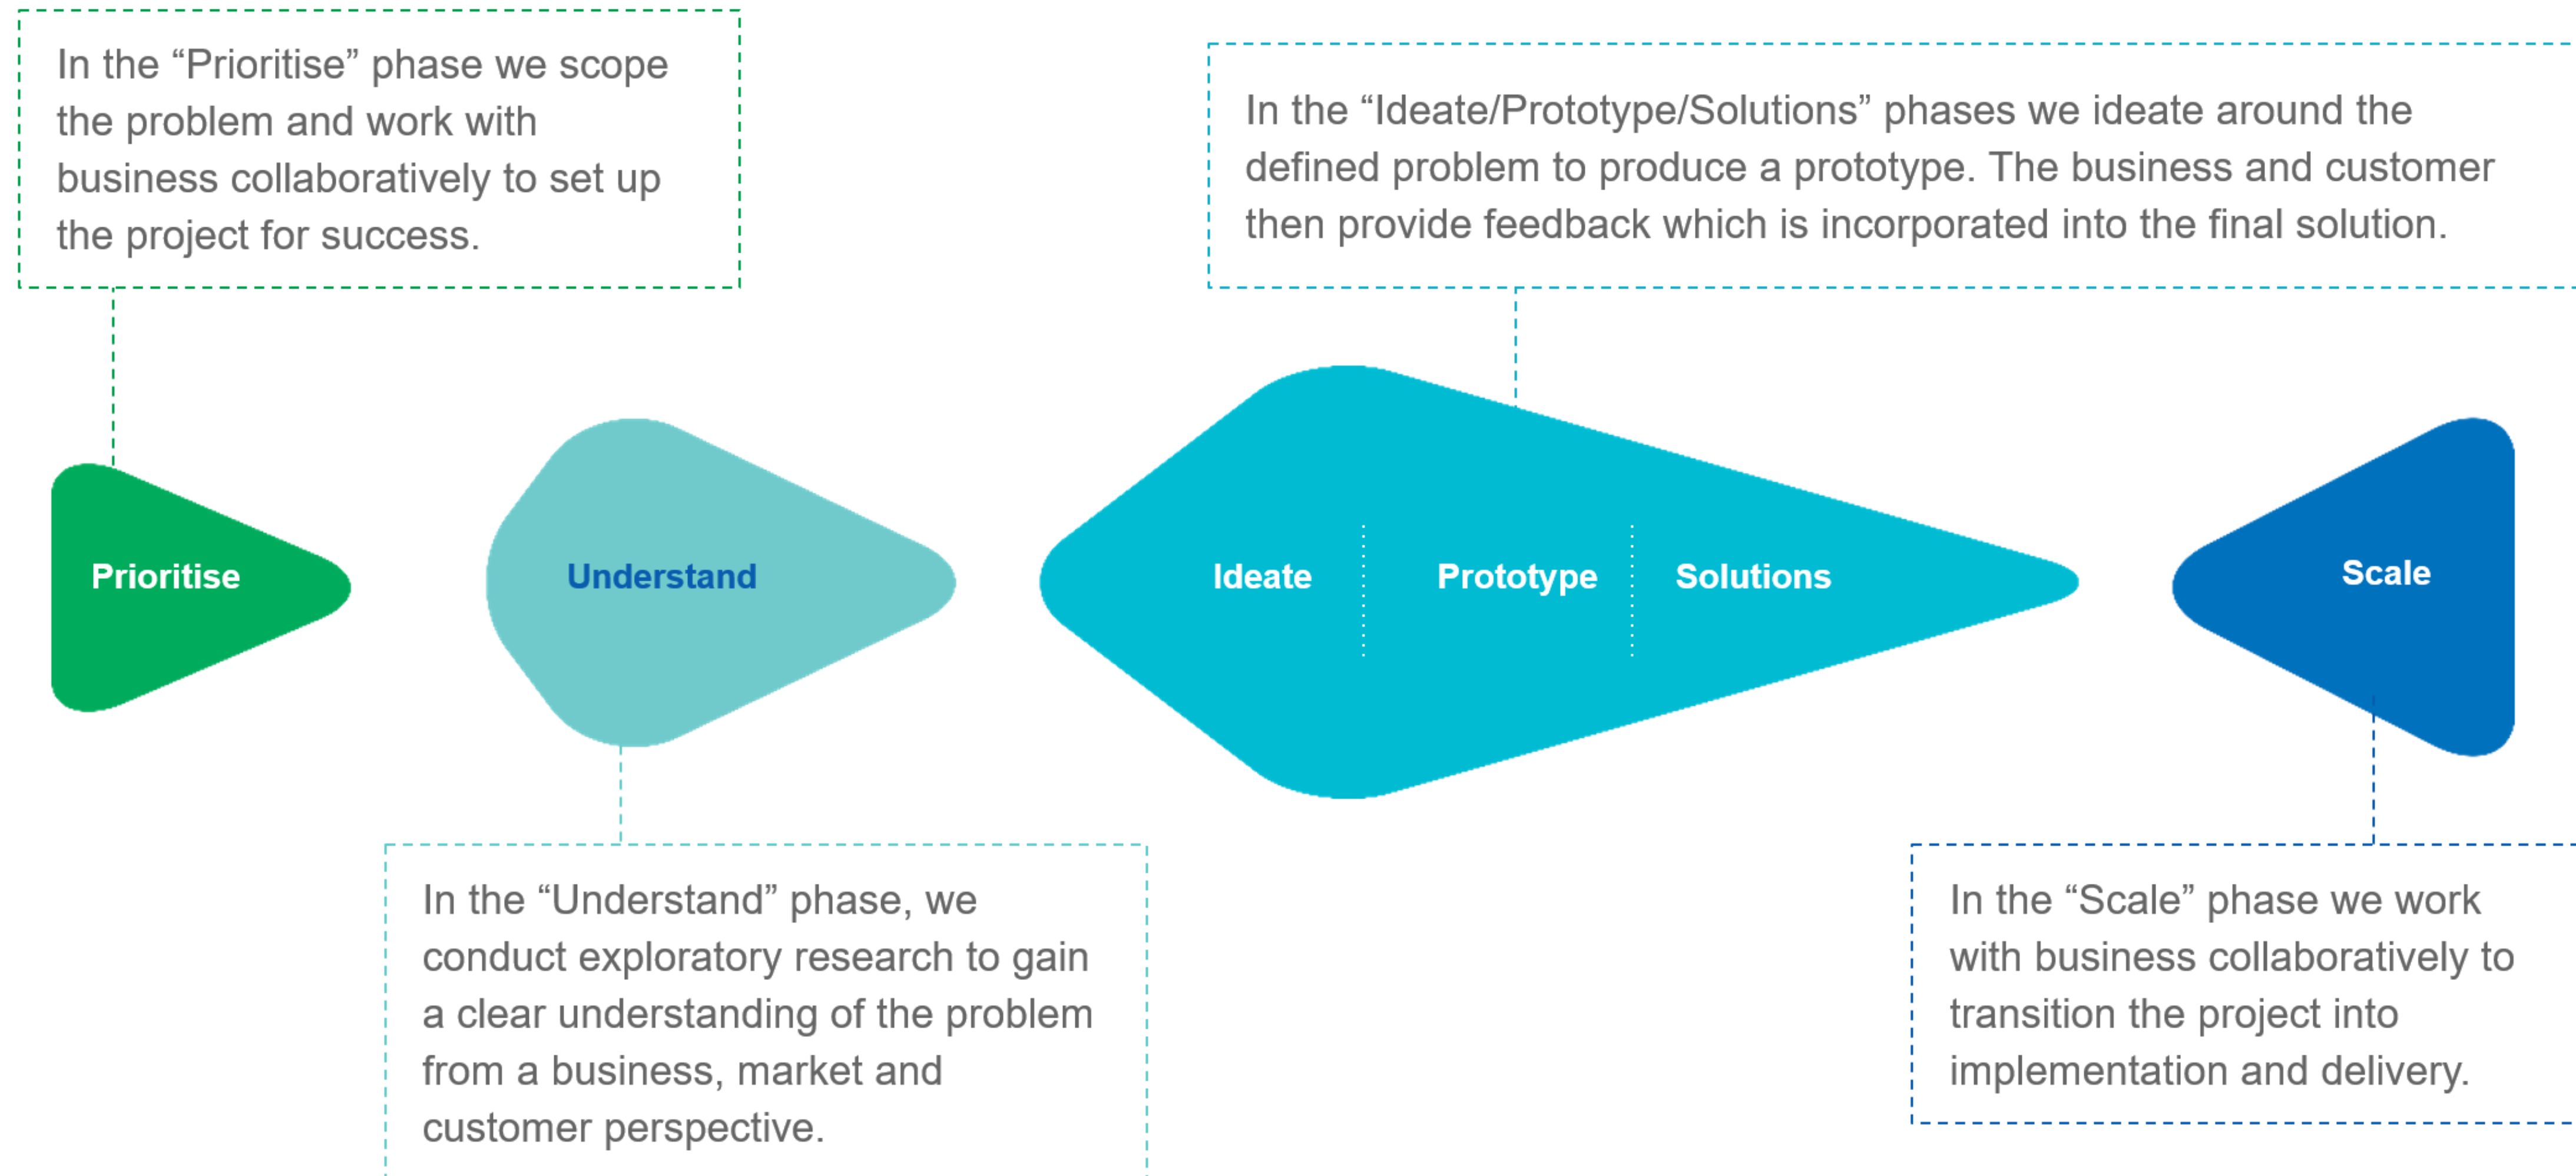 In the “Prioritise” phase we scope
the problem and work with
business collaboratively to set up
the project for success.
In the “Ideate/Prototype/Solutions” phases we ideate around the
defined problem to produce a prototype. The business and customer
then provide feedback which is incorporated into the final solution.
Prioritise
Understand
Ideate
Prototype
Solutions
Scale
In the “Understand” phase, we
conduct exploratory research to gain
a clear understanding of the problem
from a business, market and
customer perspective.
In the “Scale” phase we work
with business collaboratively to
transition the project into
implementation and delivery.